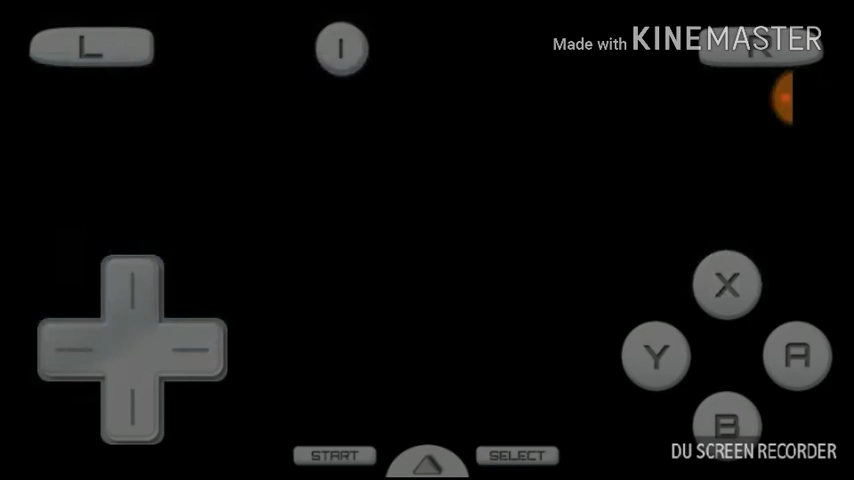 L
I
R
Made with KINEMASTER
X
Y
A
B
START
SELECT
DU SCREEN RECORDER